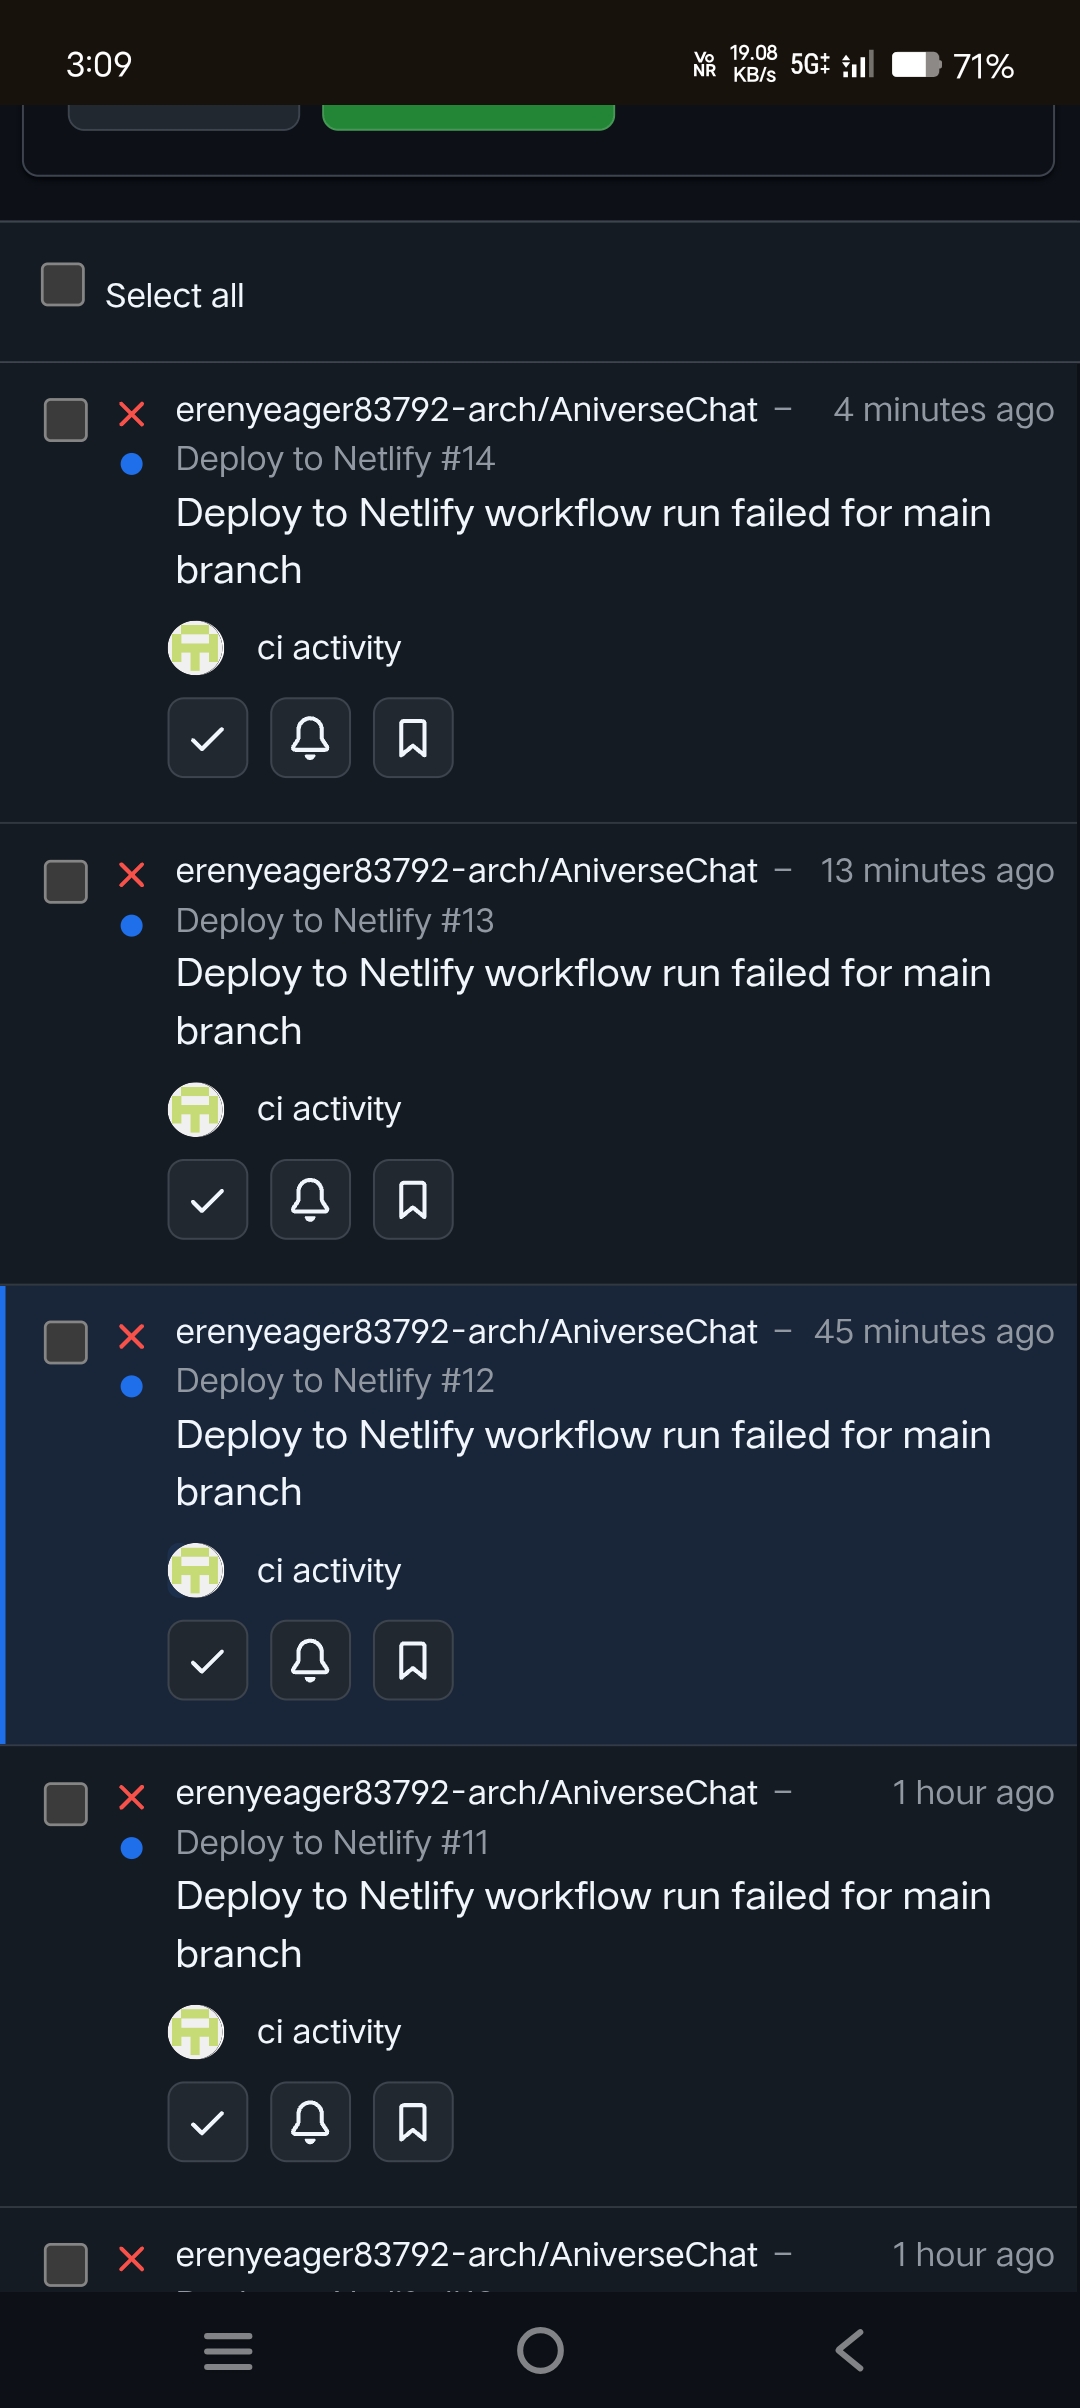 3:09
Vo
NR
19.08
KB/s
5G‡
71%
Select all
erenyeager83792-arch/AniverseChat – 4 minutes ago
Deploy to Netlify #14
Deploy to Netlify workflow run failed for main
branch
ci activity
erenyeager83792-arch/AniverseChat – 13 minutes ago
Deploy to Netlify #13
Deploy to Netlify workflow run failed for main
branch
ci activity
erenyeager83792-arch/AniverseChat – 45 minutes ago
Deploy to Netlify #12
Deploy to Netlify workflow run failed for main
branch
ci activity
erenyeager83792-arch/AniverseChat – 1 hour ago
Deploy to Netlify #11
Deploy to Netlify workflow run failed for main
branch
ci activity
erenyeager83792-arch/AniverseChat – 1 hour ago